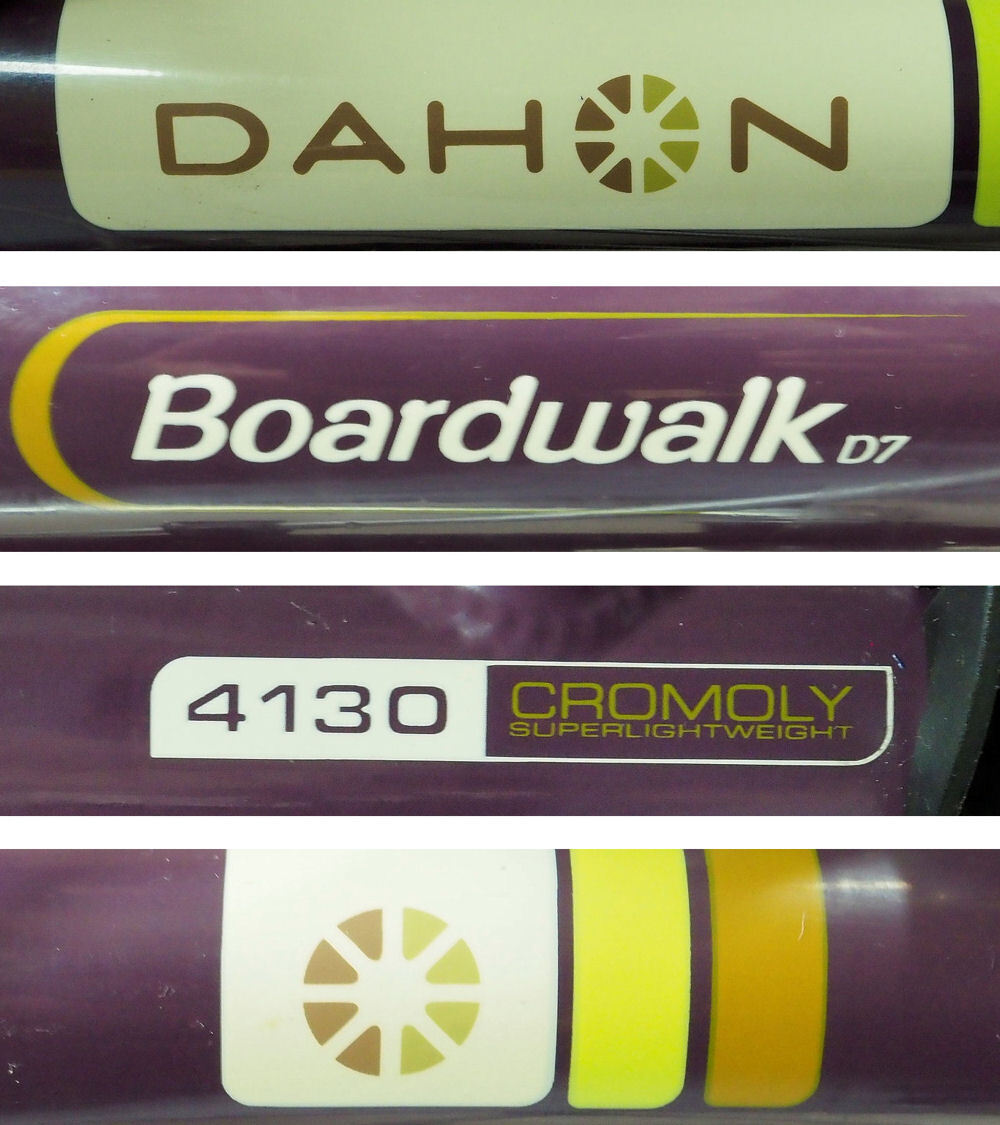 DAHON
Boardwalk D7
4130 CROMOLY
SUPERLIGHTWEIGHT